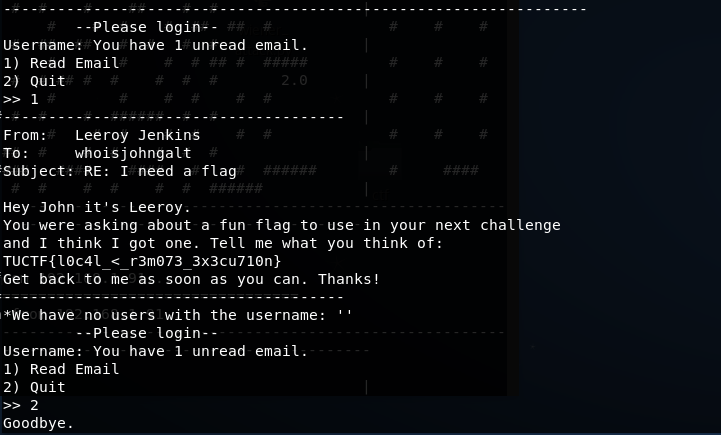 -----------------------------------------------------------------
--Please login--
Username: You have 1 unread email.
1) Read Email
2) Quit
2.0
>> 1
--------------------------------------
From:   Leeroy Jenkins
To:     whoisjohngalt
Subject: RE: I need a flag
Hey John it's Leeroy.
You were asking about a fun flag to use in your next challenge
and I think I got one. Tell me what you think of:
TUCTF{l0c4l_<_r3m073_3x3cu710n}
Get back to me as soon as you can. Thanks!
--------------------------------------
*We have no users with the username: ''
--Please login--
Username: You have 1 unread email.
1) Read Email
2) Quit
>> 2
Goodbye.